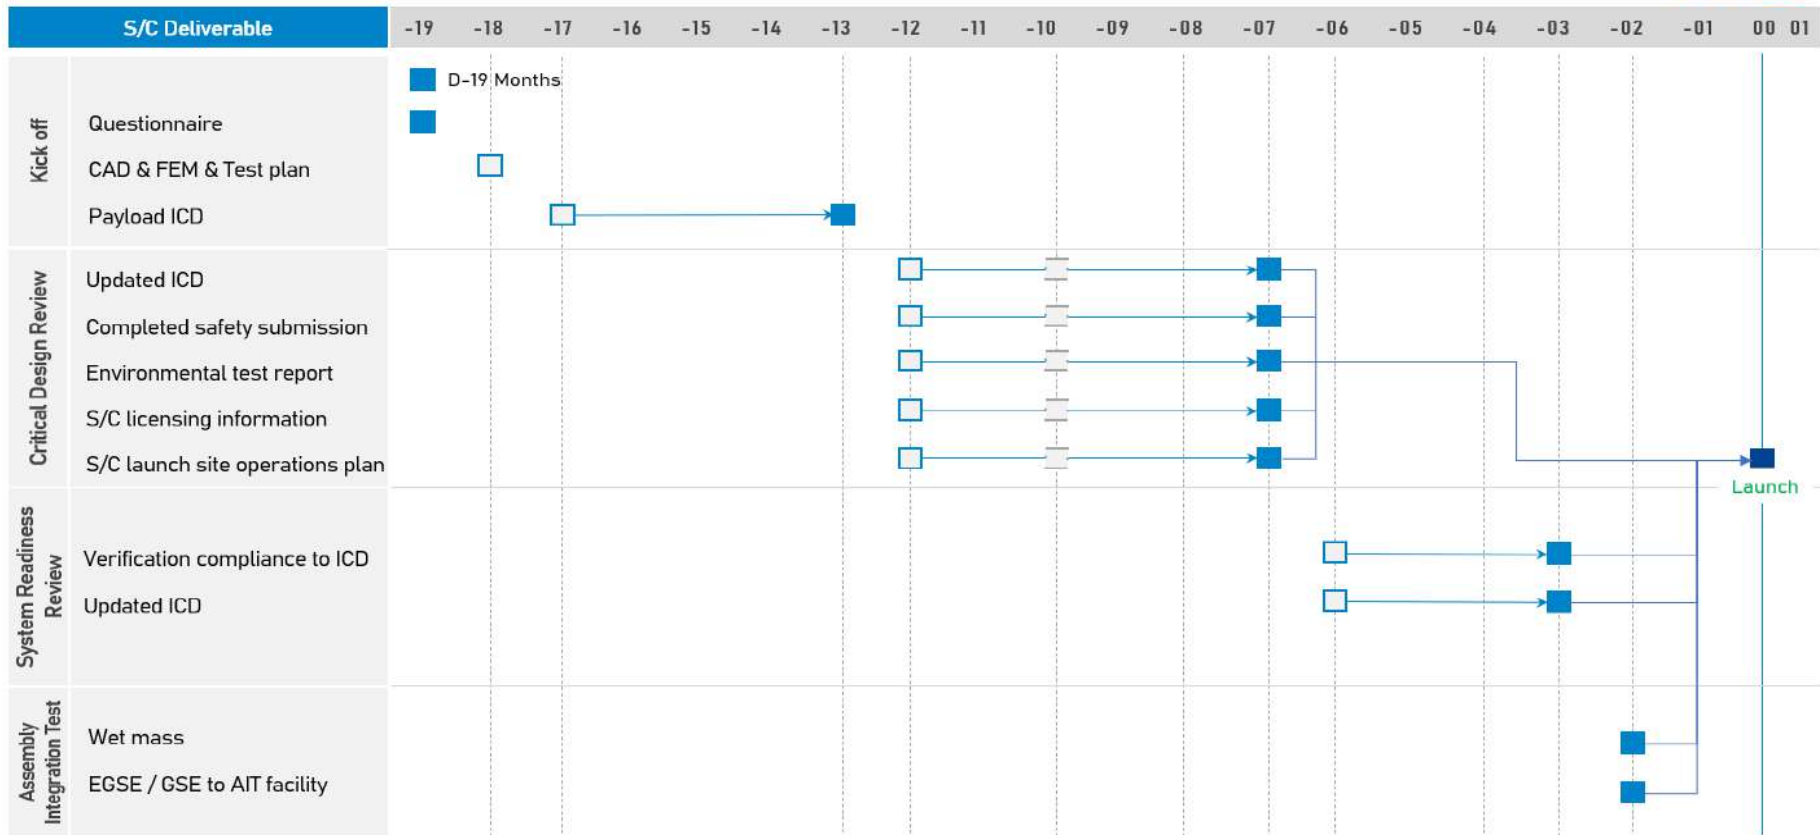 S/C Deliverable -19 -18 -17 -16 -15 -14 -13 -12 -11 -10 -09 -08 -07 -06 -05 -04 -03 -02 -01 00 01
Kick off
D-19 Months
Questionnaire
CAD & FEM & Test plan
Payload ICD
Critical Design Review
Updated ICD
Completed safety submission
Environmental test report
S/C licensing information
S/C launch site operations plan
Launch
System Readiness
Review
Verification compliance to ICD
Updated ICD
Assembly
Integration Test
Wet mass
EGSE / GSE to AIT facility